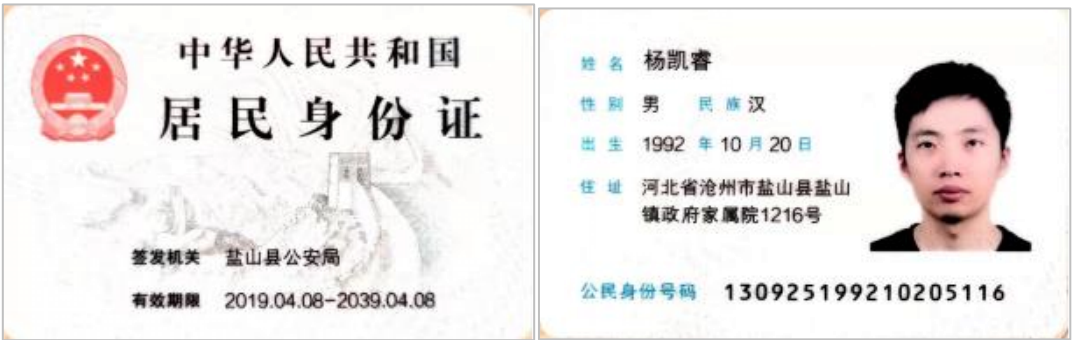 中华人民共和国
居民身份证
签发机关 盐山县公安局
有效期限 2019.04.08-2039.04.08
姓名 杨凯睿
性别 男 民族 汉
出生 1992 年 10 月 20 日
住址 河北省沧州市盐山县盐山
镇政府家属院1216号
公民身份号码 130925199210205116